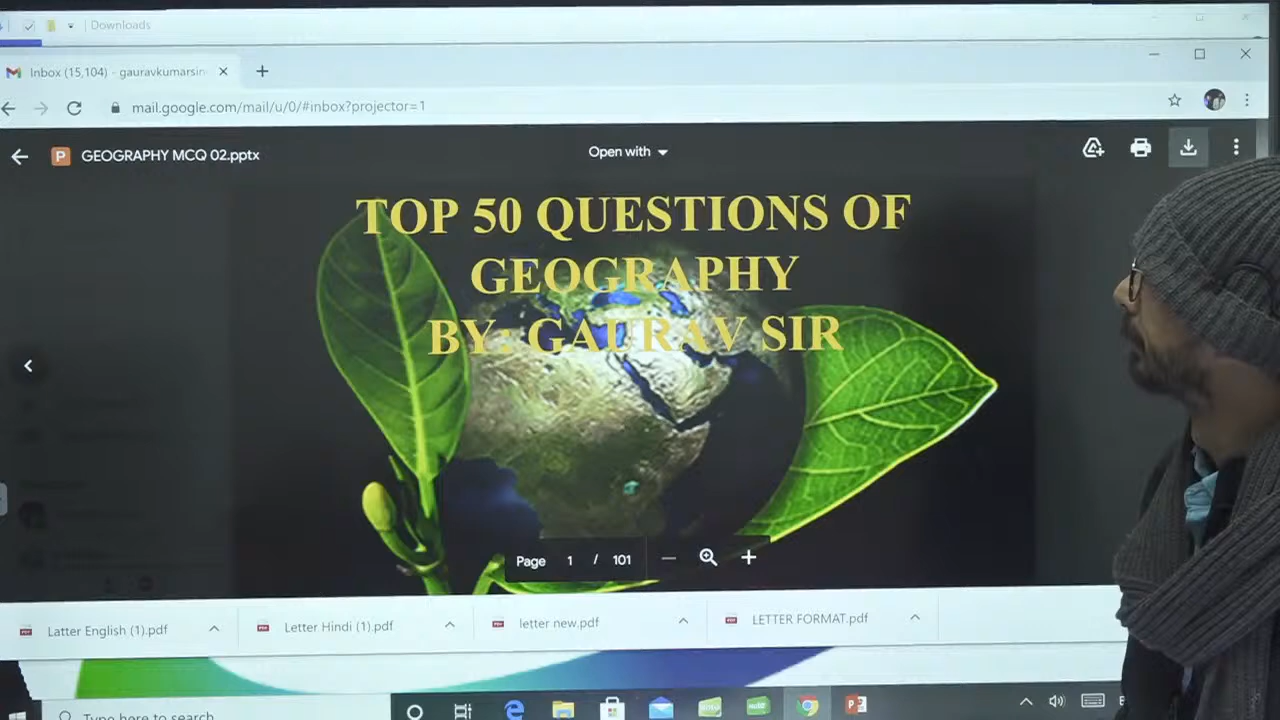 Downloads
Inbox (15,104) - gauravkumarsin
mail.google.com/mail/u/0/#inbox?projector=1
P GEOGRAPHY MCQ 02.pptx
Open with
TOP 50 QUESTIONS OF
GEOGRAPHY
BY: GAURAV SIR
Page 1 / 101
Latter English (1).pdf
Letter Hindi (1).pdf
letter new.pdf
LETTER FORMAT.pdf
Type here to search